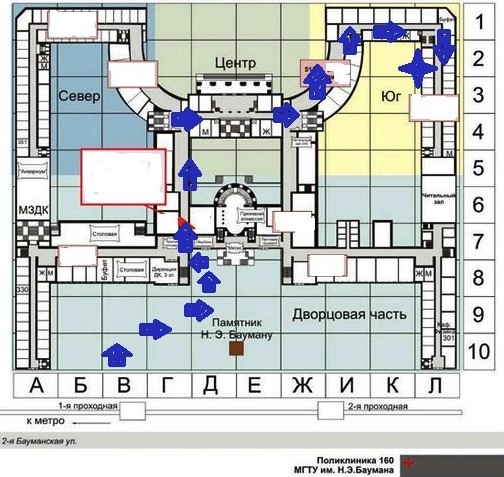 1
Буфет
Ж
Центр
2
Ж
М
Север
Юг
3
М
Ж
4
351
Аквариум
5
Читальный
зал
МЗДК
Приемная
комиссия
6
Столовая
Метис
7
Ж М
Буфет
Столовая
Дирекция
ДК, 3 эт.
Ж М
8
330
Памятник
Н. Э. Бауману
Дворцовая часть
9
Каф.
301
10
А Б В Г Д Е Ж И К Л
1-я проходная
2-я проходная
к метро
2-я Бауманская ул.
Поликлиника 160
МГТУ им. Н.Э.Баумана